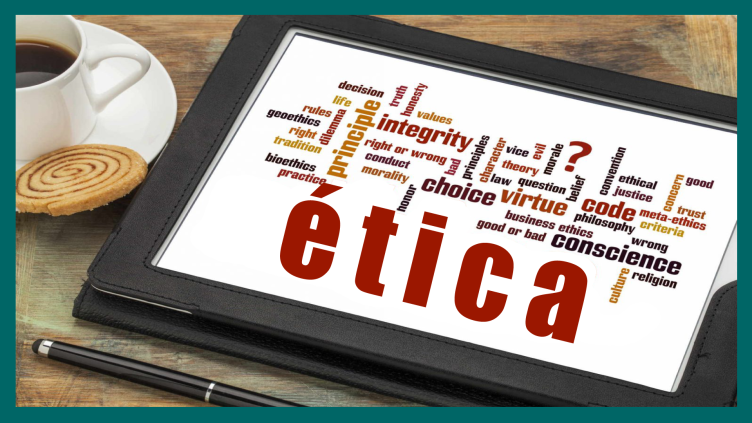 decision
truth
honesty
life
rules
values
geoethics
dilemma
principle
integrity
right
tradition
right or wrong
bad
principles
character
vice
evil
morale
?
bioethics
conduct
theory
convention
practice
morality
law
question
belief
ethical
concern
good
honor
choice
virtue
justice
code
trust
business ethics
philosophy
meta-ethics
criteria
good or bad
conscience
wrong
culture
religion
ética